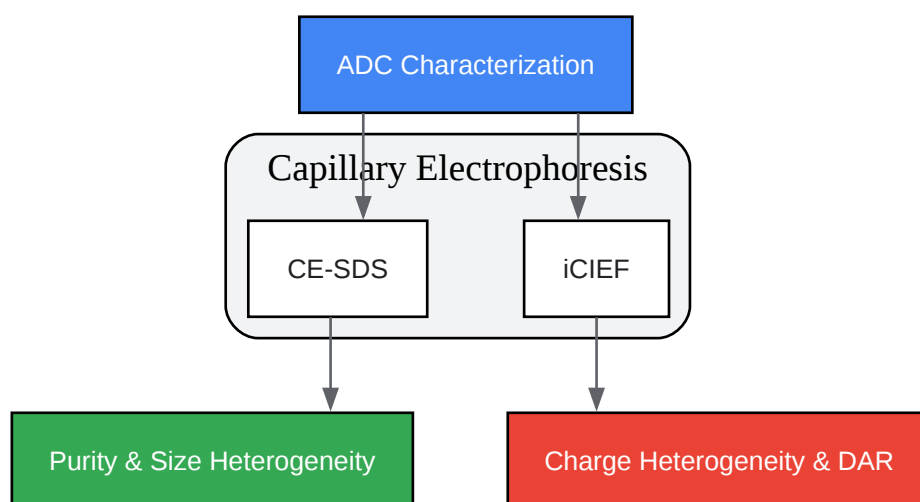 ADC Characterization
Capillary Electrophoresis
CE-SDS
iCIEF
Purity & Size Heterogeneity
Charge Heterogeneity & DAR